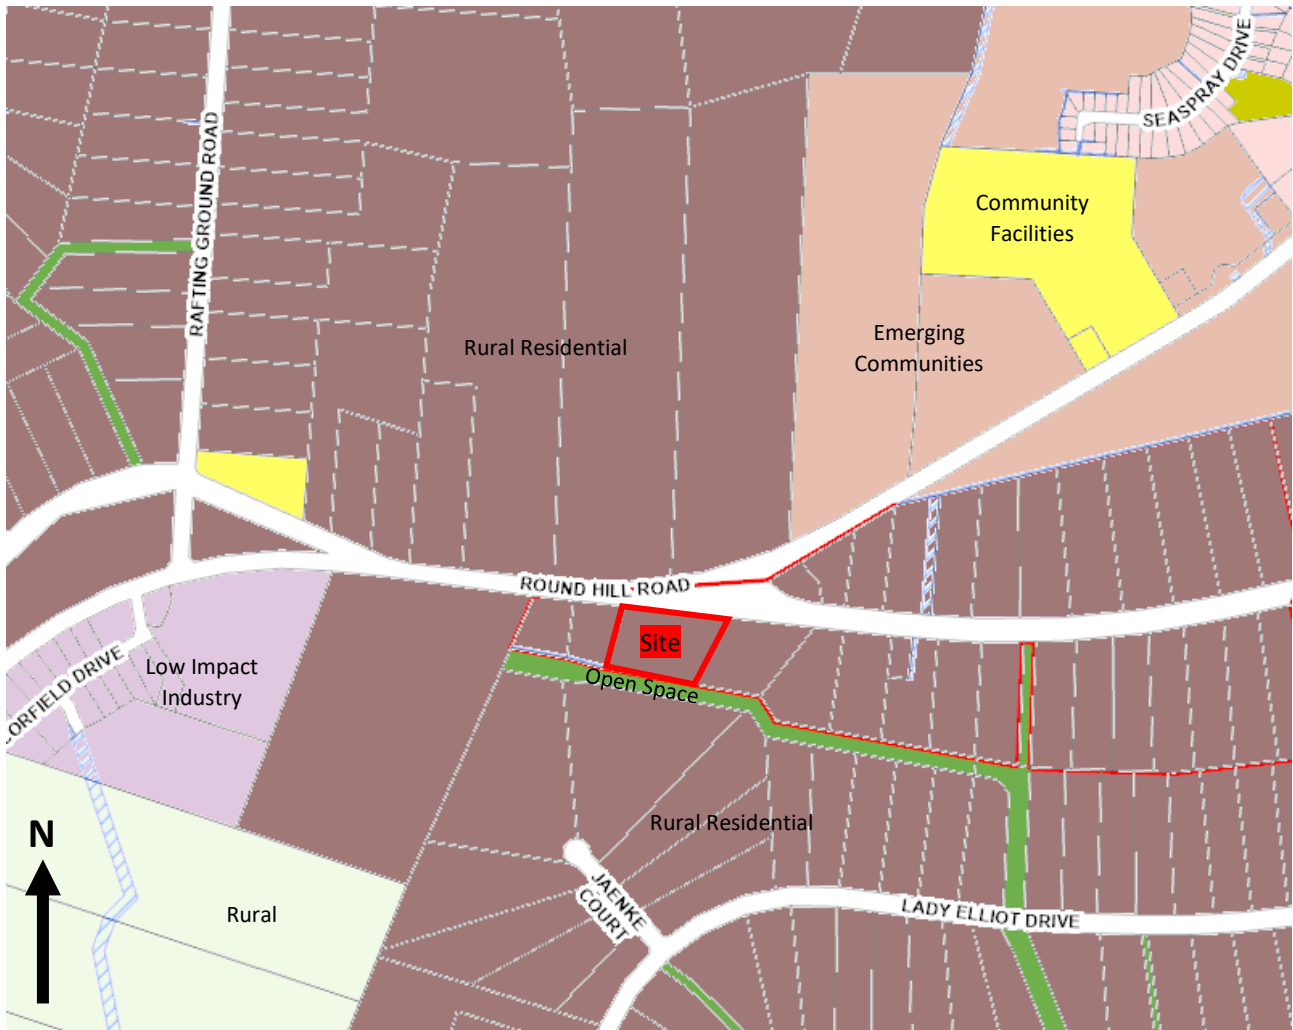 SEASPRAY DRIVE
Community
Facilities
RAFTING GROUND ROAD
Rural Residential
Emerging
Communities
ROUND HILL ROAD
Site
Low Impact
Industry
Open Space
CORFIELD DRIVE
Rural Residential
N
JAENKE
COURT
Rural
LADY ELLIOT DRIVE